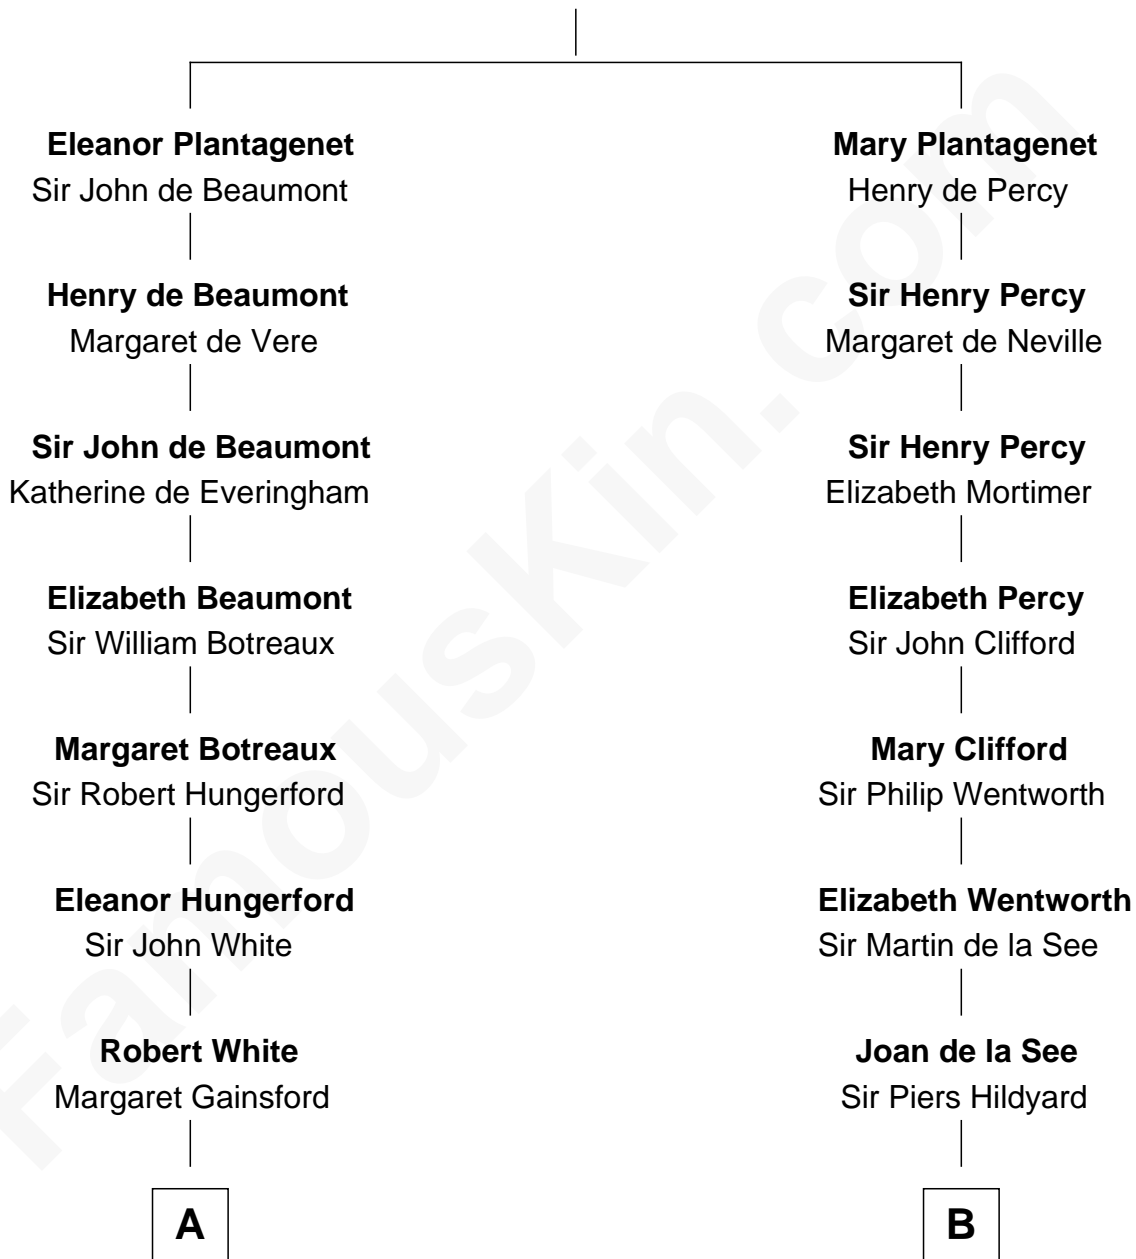 Eleanor Plantagenet
Sir John de Beaumont
Henry de Beaumont
Margaret de Vere
Sir John de Beaumont
Katherine de Everingham
Elizabeth Beaumont
Sir William Botreaux
Margaret Botreaux
Sir Robert Hungerford
Eleanor Hungerford
Sir John White
Robert White
Margaret Gainsford
A
Mary Plantagenet
Henry de Percy
Sir Henry Percy
Margaret de Neville
Sir Henry Percy
Elizabeth Mortimer
Elizabeth Percy
Sir John Clifford
Mary Clifford
Sir Philip Wentworth
Elizabeth Wentworth
Sir Martin de la See
Joan de la See
Sir Piers Hildyard
B
FamousKin.com